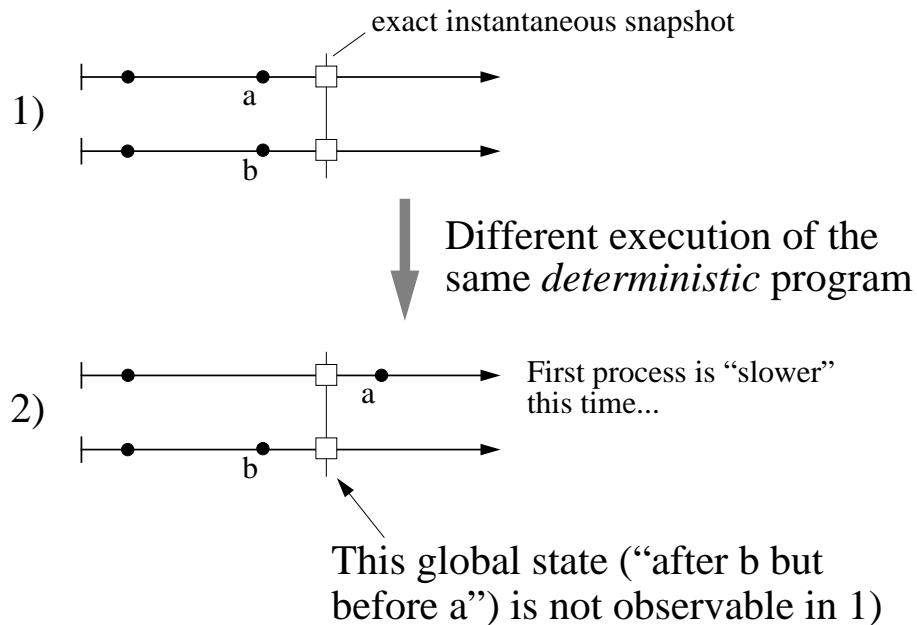 exact instantaneous snapshot
1)
a
b
Different execution of the
same deterministic program
2)
a
First process is “slower”
this time...
b
This global state (“after b but
before a”) is not observable in 1)